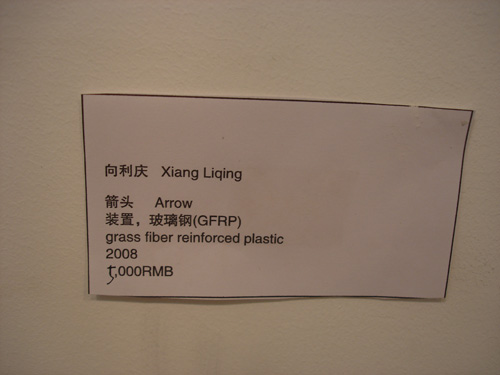 向利庆 Xiang Liqing
箭头 Arrow
装置，玻璃钢(GFRP)
grass fiber reinforced plastic
2008
5,000RMB